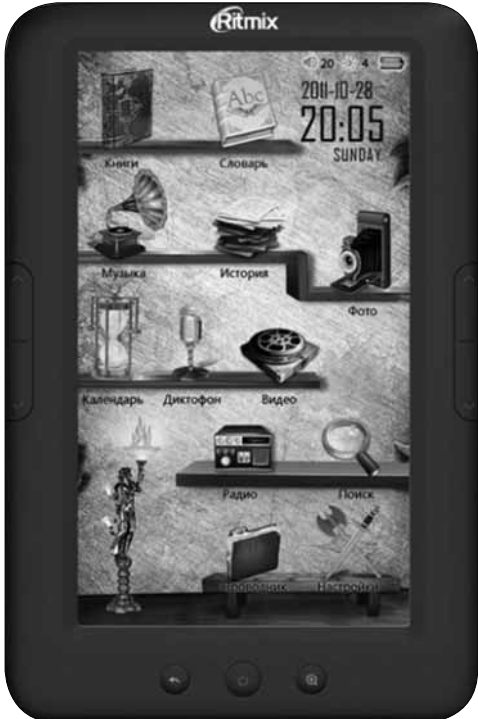 Ritmix
20 4
2011-10-28
20:05
SUNDAY
Abc
Книги Словарь
Музыка История
Фото
Календарь Диктофон Видео
Радио Поиск
Настройки